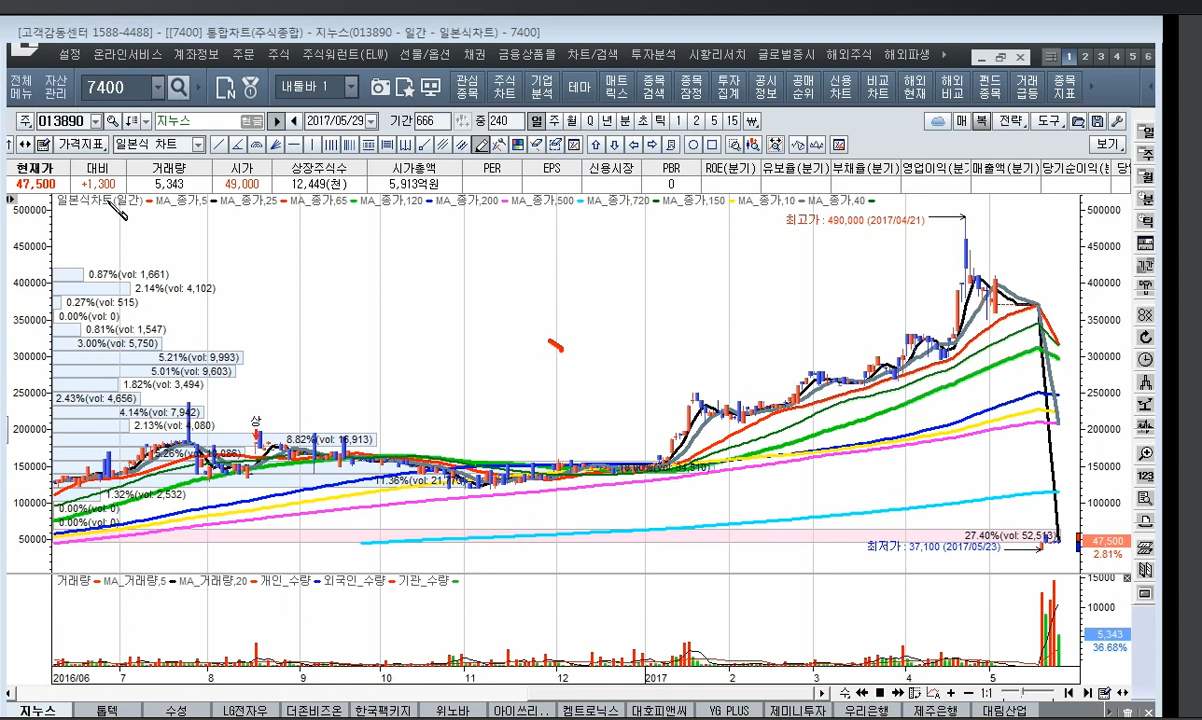 [고객감동센터 1588-4488] - [[7400] 통합차트(주식종합) - 지누스(013890 - 일간 - 일본식차트) - 7400]
설정 온라인서비스 계좌정보 주문 주식 주식워런트(ELW) 선물/옵션 채권 금융상품몰 차트/검색 투자분석 시황리서치 글로벌증시 해외주식 해외파생 1 2 3 4 5 6
전체메뉴 자산관리 7400 내툴바 1 관심종목 주식차트 기업분석 테마 매트릭스 종목검색 종목잠정 투자집계 공시정보 공매순위 신용차트 비교차트 해외현재 해외비교 펀드종목 거래급등 종목지표
주 013890 지누스 2017/05/29 기간 666 중 240 일 주 월 Q 년 분 초 틱 1 2 5 15 매 복 전략 도구
가격지표 일본식 차트 보기
현재가 대비 거래량 시가 상장주식수 시가총액 PER EPS 신용시장 PBR ROE(분기) 유보율(분기) 부채율(분기) 영업이익(분기 매출액(분기) 당기순이익(분
47,500 +1,300 5,343 49,000 12,449(천) 5,913억원 0
일본식차트(일간) MA_종가,5 MA_종가,25 MA_종가,65 MA_종가,120 MA_종가,200 MA_종가,500 MA_종가,720 MA_종가,150 MA_종가,10 MA_종가,40
500000 500000
최고가 : 490,000 (2017/04/21)
450000 450000
0.87%(vol: 1,661)
400000 400000
2.14%(vol: 4,102)
0.27%(vol: 515)
0.00%(vol: 0)
350000 350000
0.81%(vol: 1,547)
3.00%(vol: 5,750)
300000 300000
5.21%(vol: 9,993)
5.01%(vol: 9,603)
1.82%(vol: 3,494)
250000 250000
2.43%(vol: 4,656)
4.14%(vol: 7,942)
2.13%(vol: 4,080)
상
200000 200000
8.82%(vol: 16,913)
150000 150000
11.36%(vol:
1.32%(vol: 2,532)
100000 100000
0.00%(vol: 0)
0.00%(vol: 0)
27.40%(vol: 52,513)
50000 47,500
최저가 : 37,100 (2017/05/23)
2.81%
거래량 MA_거래량,5 MA_거래량,20 개인_수량 외국인_수량 기관_수량
15000
10000
5,343
36.68%
2016/06 7 8 9 10 11 12 2017 2 3 4 5
1:1
지누스 톱텍 수성 LG전자우 더존비즈온 한국팩키지 위노바 아이쓰리.. 켐트로닉스 대호피앤씨 YG PLUS 제미니투자 우리은행 제주은행 대림산업